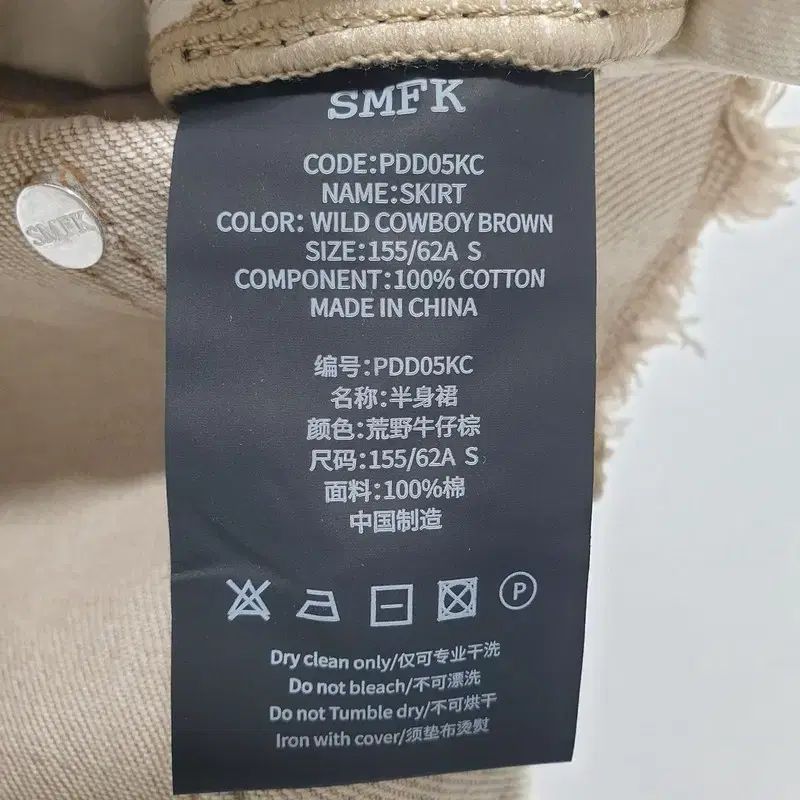 SMFK
CODE:PDD05KC
NAME:SKIRT
COLOR: WILD COWBOY BROWN
SIZE:155/62A S
COMPONENT:100% COTTON
MADE IN CHINA
编号:PDD05KC
名称:半身裙
颜色:荒野牛仔棕
尺码:155/62A S
面料:100%棉
中国制造
P
Dry clean only/仅可专业干洗
Do not bleach/不可漂洗
Do not Tumble dry/不可烘干
Iron with cover/须垫布烫熨
SMFK